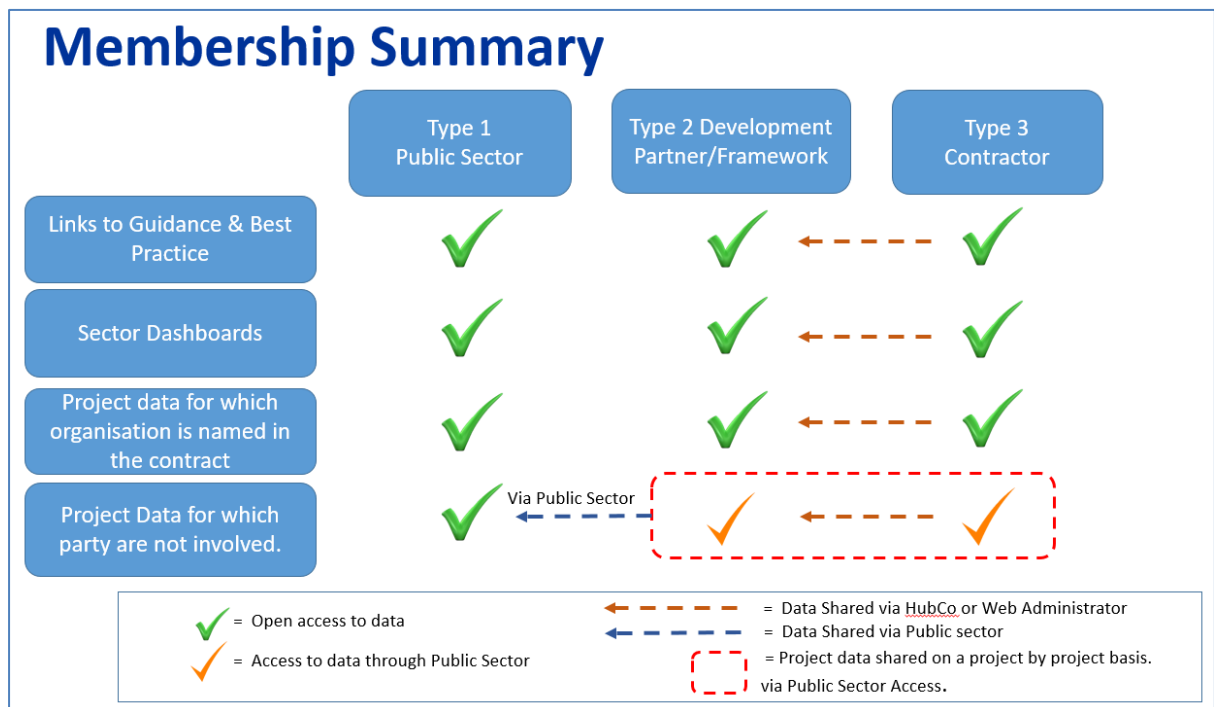 Membership Summary
Type 1
Public Sector
Type 2 Development
Partner/Framework
Type 3
Contractor
Links to Guidance & Best
Practice
Sector Dashboards
Project data for which
organisation is named in
the contract
Project Data for which
party are not involved.
Via Public Sector
= Open access to data
= Access to data through Public Sector
= Data Shared via HubCo or Web Administrator
= Data Shared via Public sector
= Project data shared on a project by project basis.
via Public Sector Access.